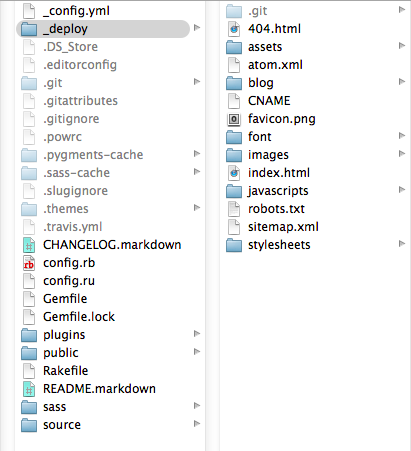 _config.yml
_deploy
.DS_Store
.editorconfig
.git
.gitattributes
.gitignore
.powrc
.pygments-cache
.sass-cache
.slugignore
.themes
.travis.yml
CHANGELOG.markdown
config.rb
config.ru
Gemfile
Gemfile.lock
plugins
public
Rakefile
README.markdown
sass
source
.git
404.html
assets
atom.xml
blog
CNAME
favicon.png
font
images
index.html
javascripts
robots.txt
sitemap.xml
stylesheets